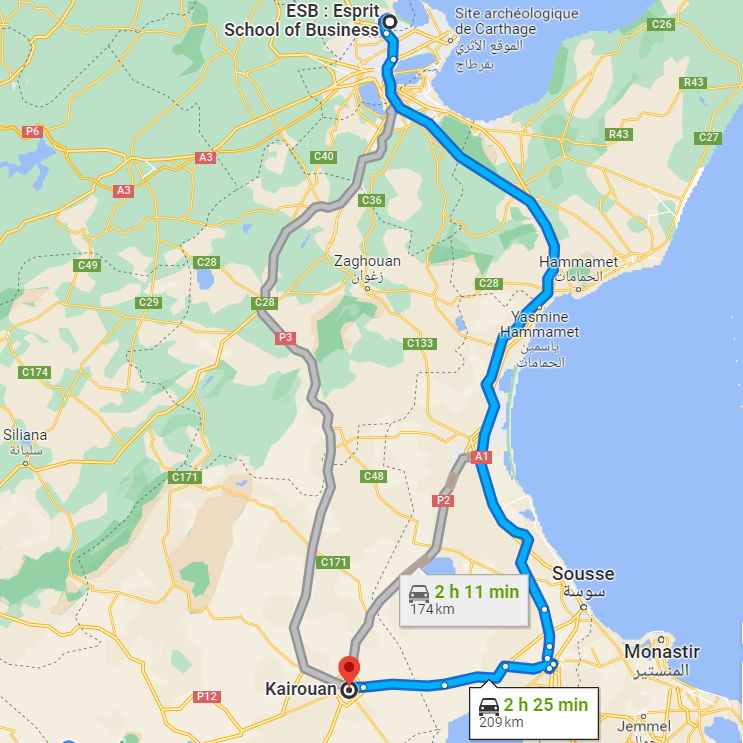 ESB : Esprit
School of Business
Site archéologique
de Carthage
الموقع الأثري
بقرطاج
C26
R43
P6
R43
C27
C40
A3
A3
C36
C49
C28
Zaghouan
زغوان
Hammamet
الحمامات
C28
C29
C28
Yasmine
Hammamet
ياسمين
الحمامات
P3
C133
C174
Siliana
سليانة
A1
C171
C48
P2
C171
Sousse
سوسة
2 h 11 min
174 km
Monastir
المنستير
Kairouan
P12
2 h 25 min
209 km
Jemmel